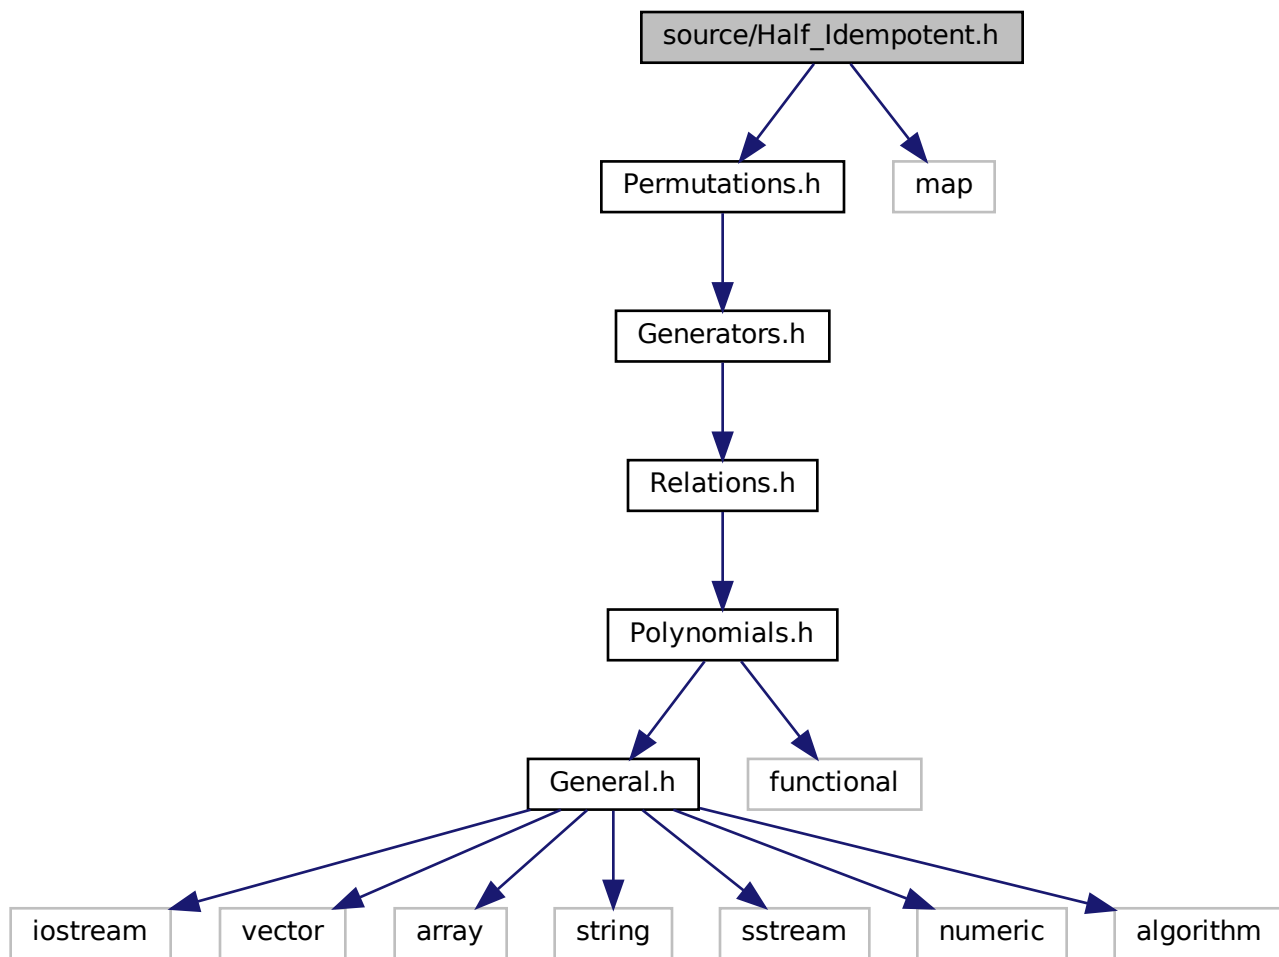 source/Half_Idempotent.h
Permutations.h
map
Generators.h
Relations.h
Polynomials.h
General.h
functional
iostream
vector
array
string
sstream
numeric
algorithm